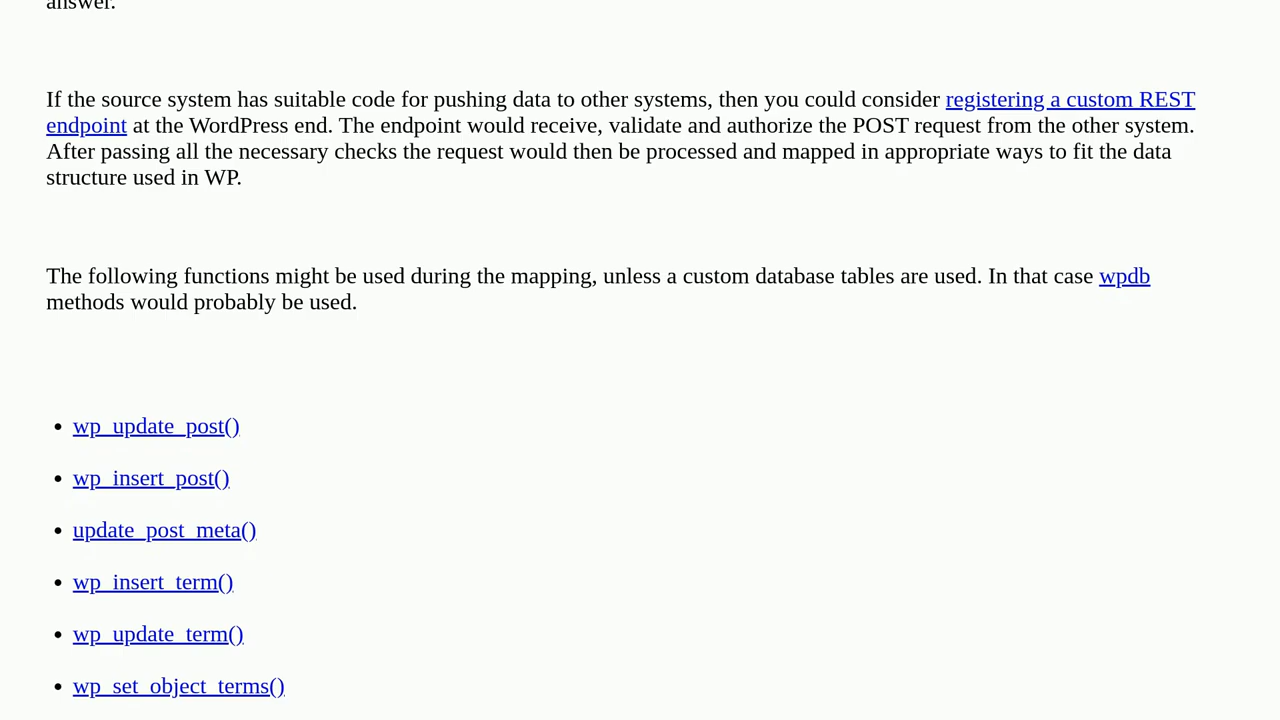 answer.
If the source system has suitable code for pushing data to other systems, then you could consider registering a custom REST
endpoint at the WordPress end. The endpoint would receive, validate and authorize the POST request from the other system.
After passing all the necessary checks the request would then be processed and mapped in appropriate ways to fit the data
structure used in WP.
The following functions might be used during the mapping, unless a custom database tables are used. In that case wpdb
methods would probably be used.
• wp_update_post()
• wp_insert_post()
• update_post_meta()
• wp_insert_term()
• wp_update_term()
• wp_set_object_terms()